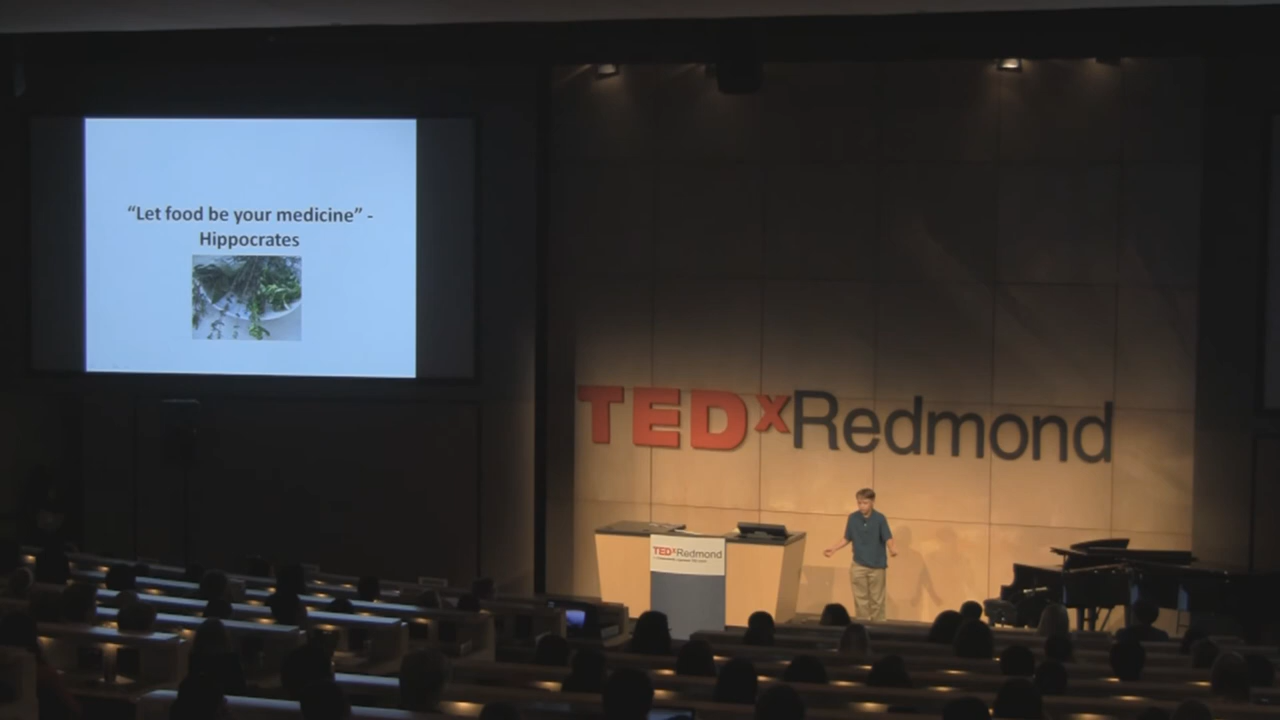 “Let food be your medicine” -
Hippocrates
TEDxRedmond
TEDxRedmond